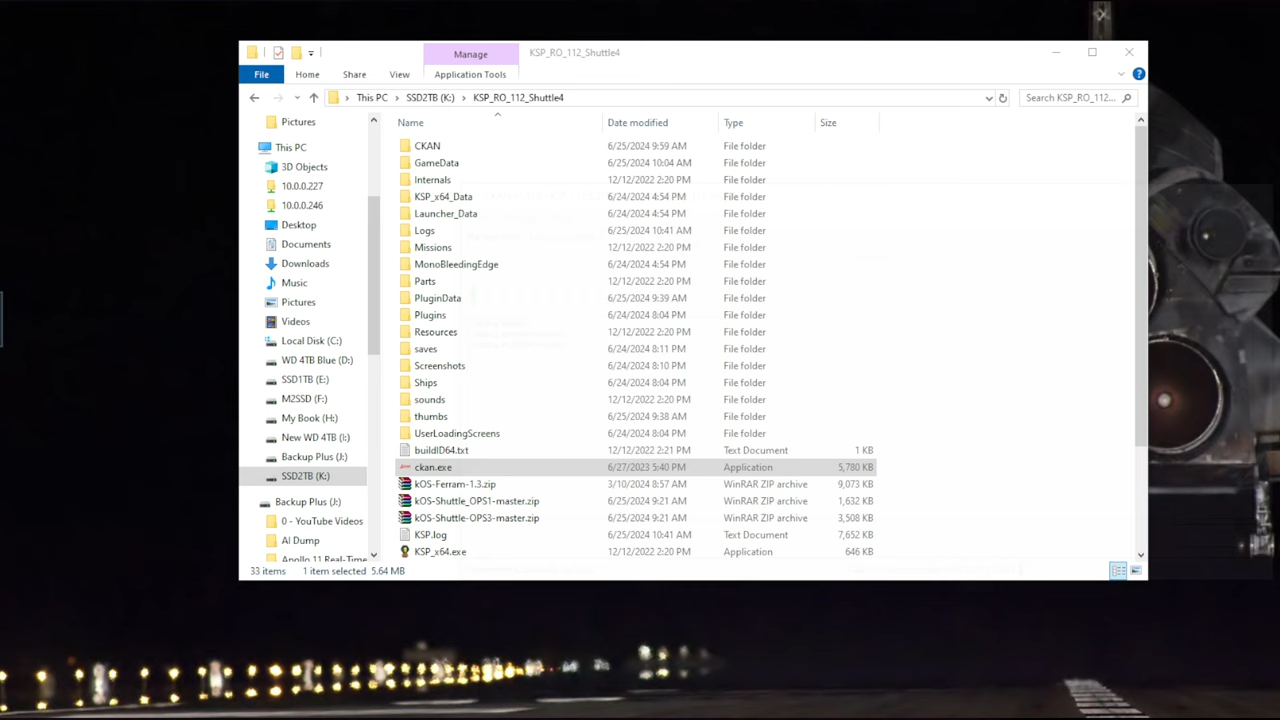 Manage
KSP_RO_112_Shuttle4
File
Home
Share
View
Application Tools
This PC
SSD2TB (K:)
KSP_RO_112_Shuttle4
Search KSP_RO_112...
Name
Date modified
Type
Size
Pictures
This PC
3D Objects
10.0.0.227
10.0.0.246
Desktop
Documents
Downloads
Music
Pictures
Videos
Local Disk (C:)
WD 4TB Blue (D:)
SSD1TB (E:)
M2SSD (F:)
My Book (H:)
New WD 4TB (I:)
Backup Plus (J:)
SSD2TB (K:)
Backup Plus (J:)
0 - YouTube Videos
AI Dump
Apollo 11 Real-Time
CKAN 6/25/2024 9:59 AM File folder
GameData 6/25/2024 10:04 AM File folder
Internals 12/12/2022 2:20 PM File folder
KSP_x64_Data 6/24/2024 4:54 PM File folder
Launcher_Data 6/24/2024 4:54 PM File folder
Logs 6/25/2024 10:41 AM File folder
Missions 12/12/2022 2:20 PM File folder
MonoBleedingEdge 6/24/2024 4:54 PM File folder
Parts 12/12/2022 2:20 PM File folder
PluginData 6/25/2024 9:39 AM File folder
Plugins 6/24/2024 8:04 PM File folder
Resources 12/12/2022 2:20 PM File folder
saves 6/24/2024 8:11 PM File folder
Screenshots 6/24/2024 8:10 PM File folder
Ships 6/24/2024 8:04 PM File folder
sounds 12/12/2022 2:20 PM File folder
thumbs 6/25/2024 9:38 AM File folder
UserLoadingScreens 6/24/2024 8:04 PM File folder
buildID64.txt 12/12/2022 2:21 PM Text Document 1 KB
ckan.exe 6/27/2023 5:40 PM Application 5,780 KB
kOS-Ferram-1.3.zip 3/10/2024 8:57 AM WinRAR ZIP archive 9,073 KB
kOS-Shuttle_OPS1-master.zip 6/25/2024 9:21 AM WinRAR ZIP archive 1,632 KB
kOS-Shuttle-OPS3-master.zip 6/25/2024 9:21 AM WinRAR ZIP archive 3,508 KB
KSP.log 6/25/2024 10:41 AM Text Document 7,652 KB
KSP_x64.exe 12/12/2022 2:20 PM Application 646 KB
33 items 1 item selected 5.64 MB